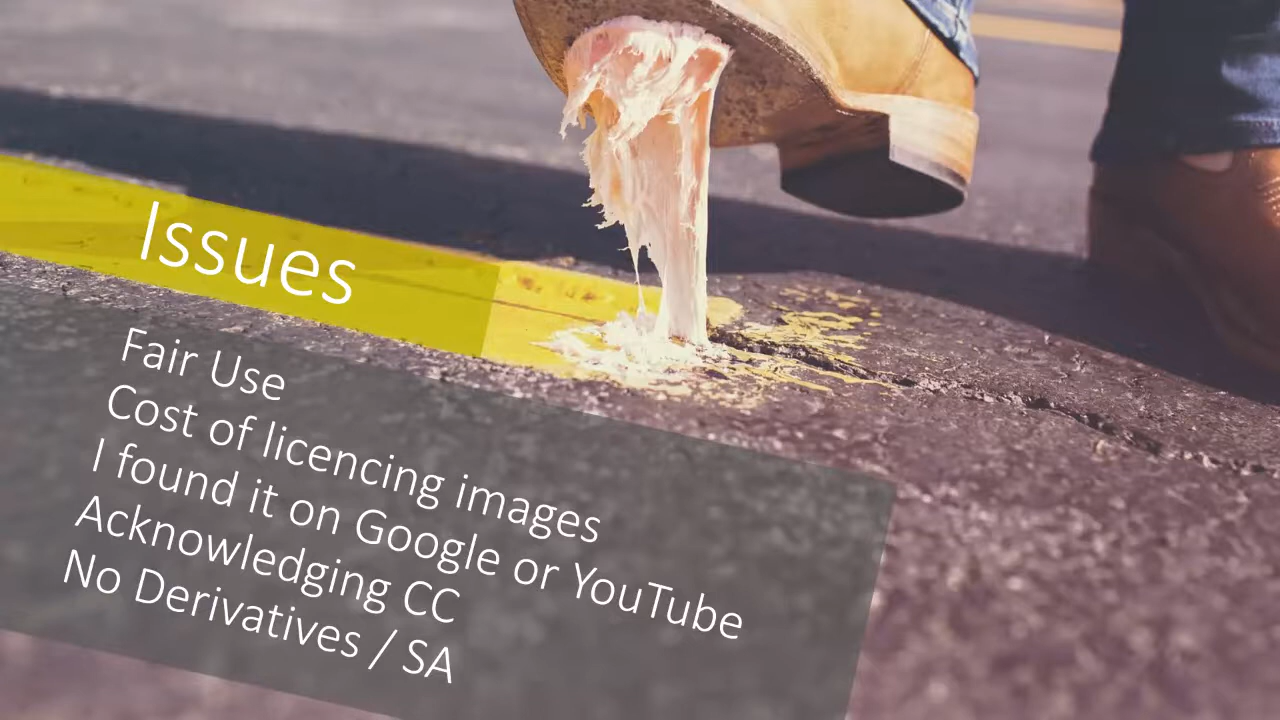 Issues
Fair Use
Cost of licencing images
I found it on Google or YouTube
Acknowledging CC
No Derivatives / SA